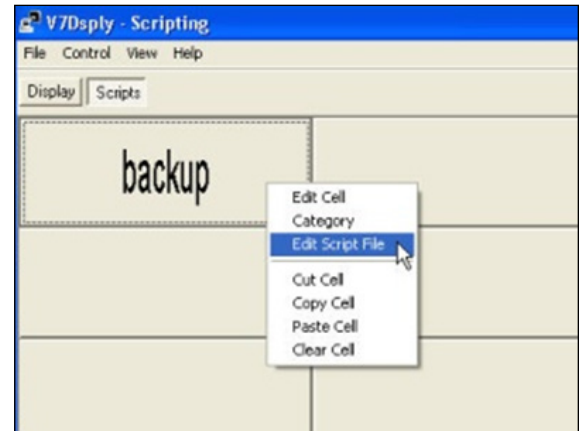 V7Dsply - Scripting
File Control View Help
Display Scripts
backup
Edit Cell
Category
Edit Script File
Cut Cell
Copy Cell
Paste Cell
Clear Cell